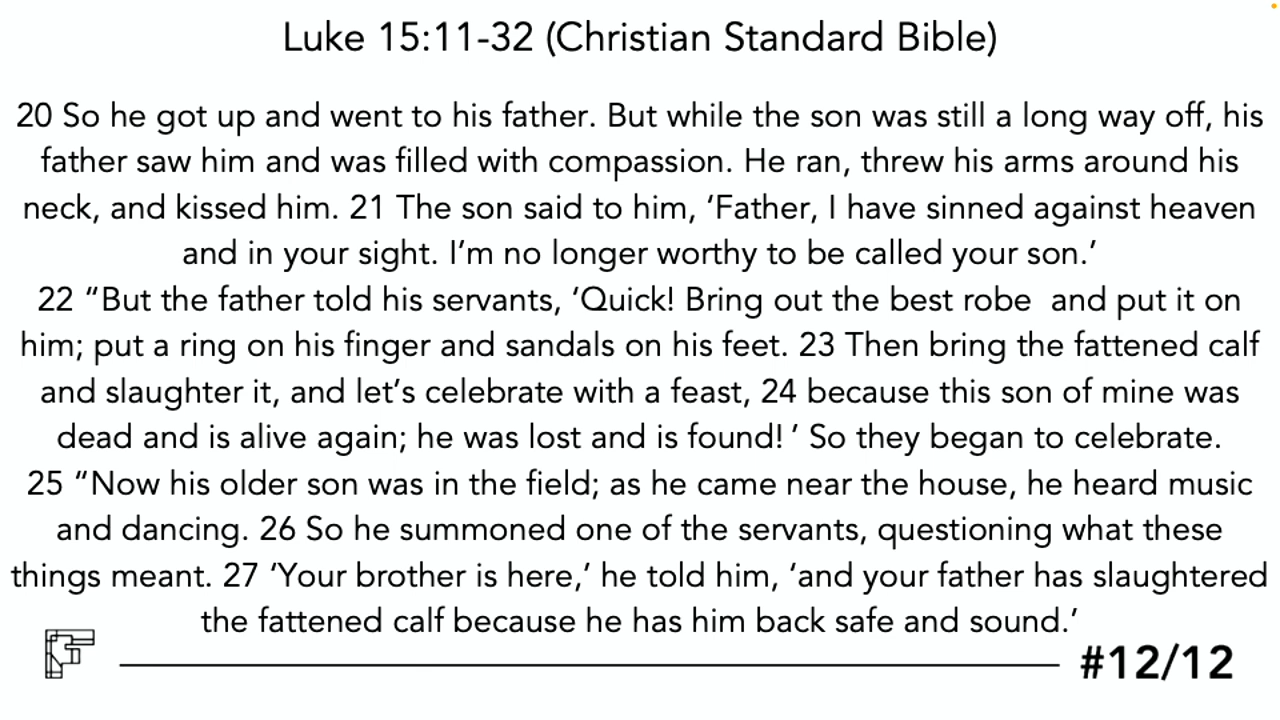 Luke 15:11-32 (Christian Standard Bible)
20 So he got up and went to his father. But while the son was still a long way off, his
father saw him and was filled with compassion. He ran, threw his arms around his
neck, and kissed him. 21 The son said to him, ‘Father, I have sinned against heaven
and in your sight. I’m no longer worthy to be called your son.’
22 “But the father told his servants, ‘Quick! Bring out the best robe  and put it on
him; put a ring on his finger and sandals on his feet. 23 Then bring the fattened calf
and slaughter it, and let’s celebrate with a feast, 24 because this son of mine was
dead and is alive again; he was lost and is found! ’ So they began to celebrate.
25 “Now his older son was in the field; as he came near the house, he heard music
and dancing. 26 So he summoned one of the servants, questioning what these
things meant. 27 ‘Your brother is here,’ he told him, ‘and your father has slaughtered
the fattened calf because he has him back safe and sound.’
#12/12